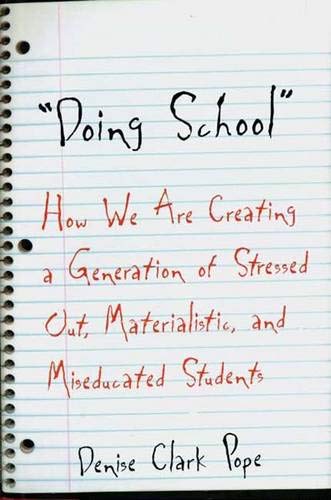 "Doing School"
How We Are Creating
a Generation of Stressed
Out, Materialistic, and
Miseducated Students
Denise Clark Pope